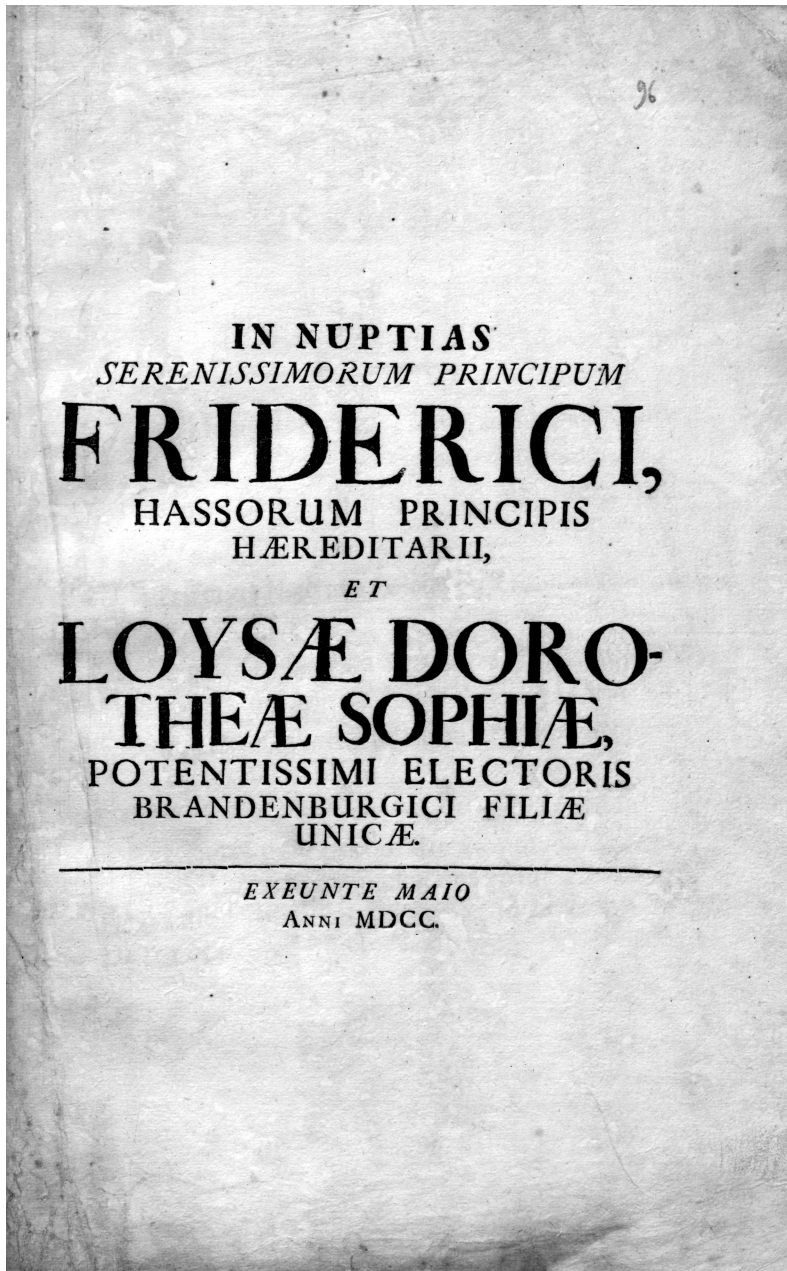 96
IN NUPTIAS
SERENISSIMORUM PRINCIPUM
FRIDERICI,
HASSORUM PRINCIPIS
HÆREDITARII,
ET
LOYSÆ DORO-
THEÆ SOPHIÆ,
POTENTISSIMI ELECTORIS
BRANDENBURGICI FILIÆ
UNICÆ.
EXEUNTE MAIO
ANNI MDCC.